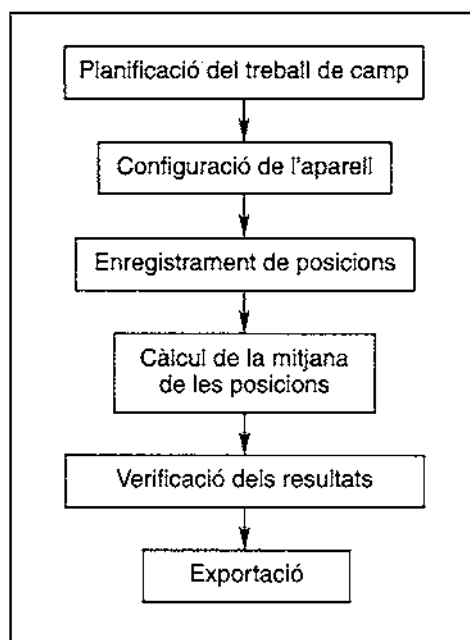 Planificació del treball de camp
Configuració de l'aparell
Enregistrament de posicions
Càlcul de la mitjana
de les posicions
Verificació dels resultats
Exportació